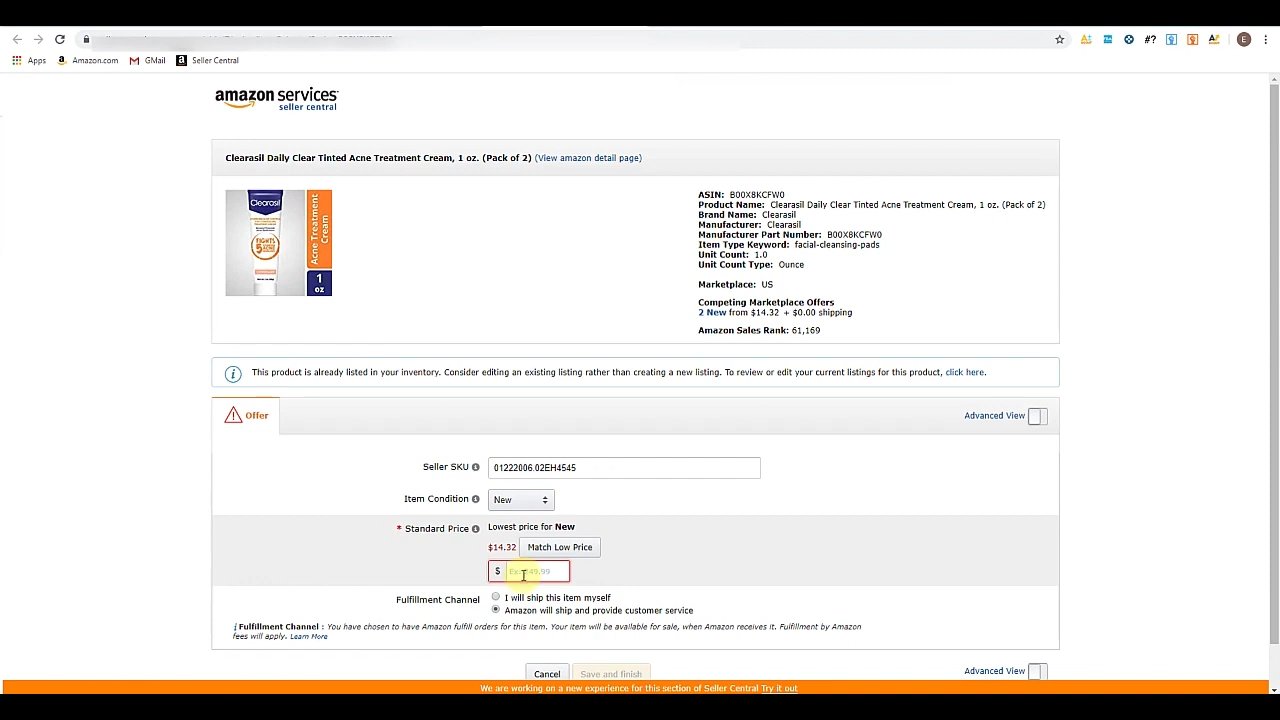 Apps Amazon.com GMail Seller Central
#? E
amazon services
seller central
Clearasil Daily Clear Tinted Acne Treatment Cream, 1 oz. (Pack of 2) (View amazon detail page)
Clearasil
FIGHTS
5
Acne Treatment
Cream
1
oz
ASIN: B00X8KCFW0
Product Name: Clearasil Daily Clear Tinted Acne Treatment Cream, 1 oz. (Pack of 2)
Brand Name: Clearasil
Manufacturer: Clearasil
Manufacturer Part Number: B00X8KCFW0
Item Type Keyword: facial-cleansing-pads
Unit Count: 1.0
Unit Count Type: Ounce
Marketplace: US
Competing Marketplace Offers
2 New from $14.32 + $0.00 shipping
Amazon Sales Rank: 61,169
This product is already listed in your inventory. Consider editing an existing listing rather than creating a new listing. To review or edit your current listings for this product, click here.
Offer
Advanced View
Seller SKU 01222006.02EH4545
Item Condition New
* Standard Price Lowest price for New
$14.32 Match Low Price
$
Fulfillment Channel
I will ship this item myself
Amazon will ship and provide customer service
Fulfillment Channel : You have chosen to have Amazon fulfill orders for this item. Your item will be available for sale, when Amazon receives it. Fulfillment by Amazon
fees will apply. Learn More
Cancel Save and finish
Advanced View
We are working on a new experience for this section of Seller Central Try it out